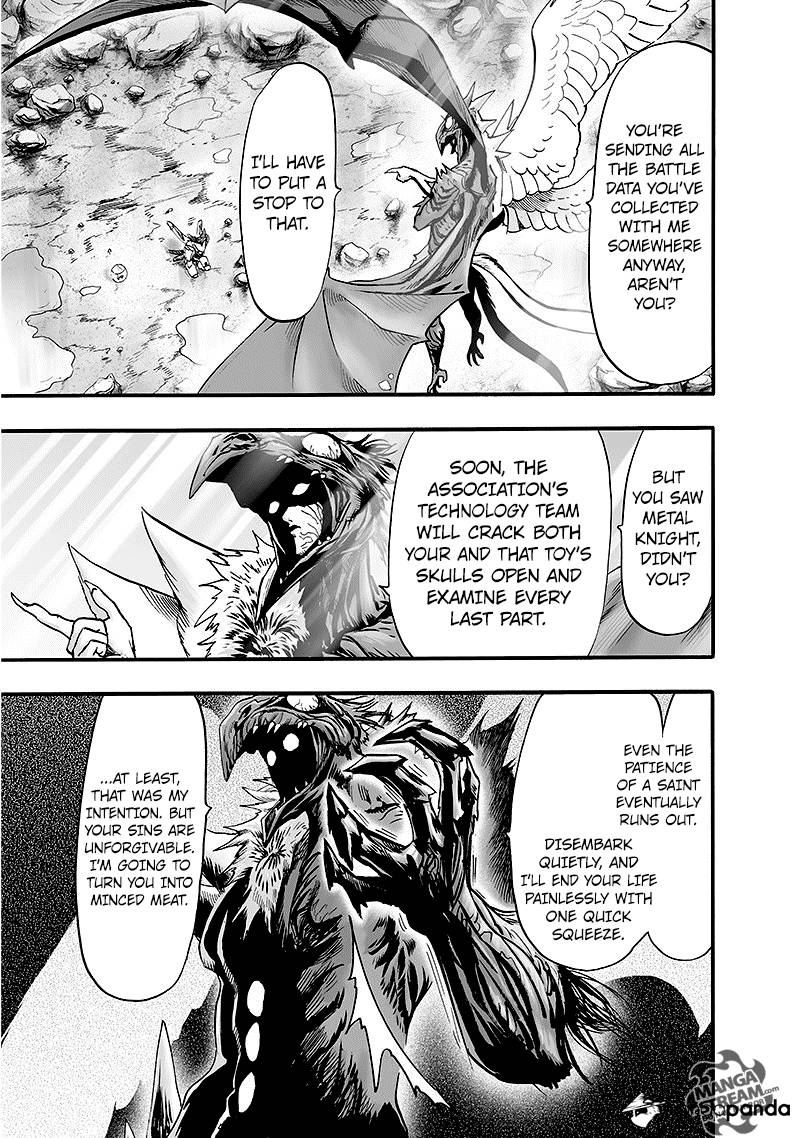 YOU'RE
SENDING ALL
THE BATTLE
DATA YOU'VE
COLLECTED
WITH ME
SOMEWHERE
ANYWAY,
AREN'T
YOU?
I'LL HAVE
TO PUT A
STOP TO
THAT.
BUT
YOU SAW
METAL
KNIGHT,
DIDN'T
YOU?
SOON, THE
ASSOCIATION'S
TECHNOLOGY TEAM
WILL CRACK BOTH
YOUR AND THAT TOY'S
SKULLS OPEN AND
EXAMINE EVERY
LAST PART.
EVEN THE
PATIENCE
OF A SAINT
EVENTUALLY
RUNS OUT.
DISEMBARK
QUIETLY, AND
I'LL END YOUR LIFE
PAINLESSLY WITH
ONE QUICK
SQUEEZE.
...AT LEAST,
THAT WAS MY
INTENTION. BUT
YOUR SINS ARE
UNFORGIVABLE.
I'M GOING TO
TURN YOU INTO
MINCED MEAT.
MANGA
STREAM.com
panda